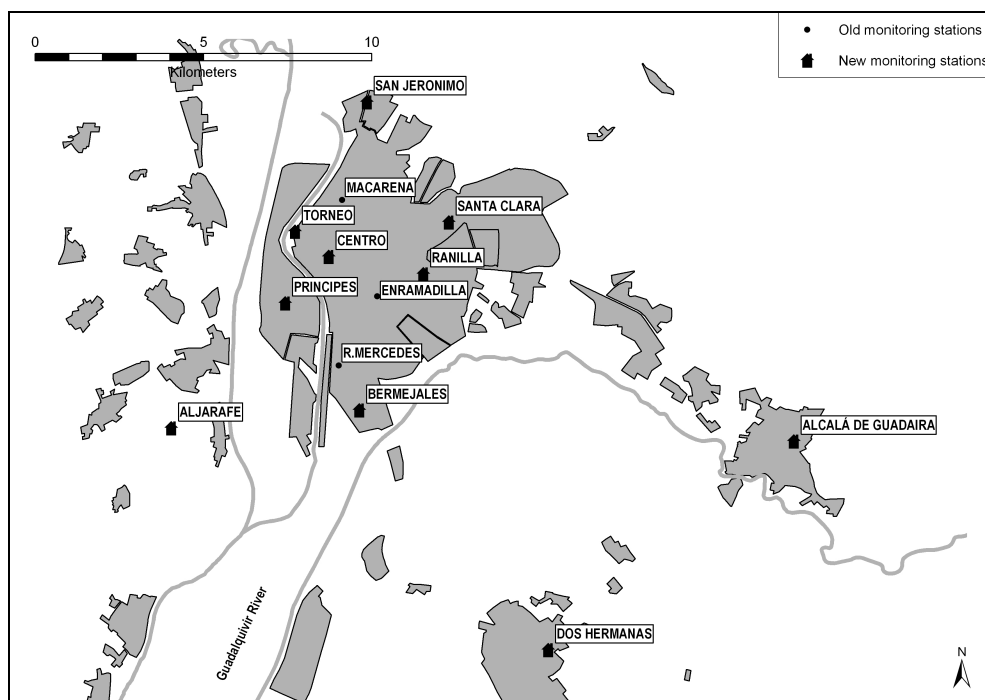 0 5 10
Kilometers
Old monitoring stations
New monitoring stations
SAN JERONIMO
MACARENA
SANTA CLARA
TORNEO
CENTRO
RANILLA
PRINCIPES
ENRAMADILLA
R.MERCEDES
BERMEJALES
ALJARAFE
ALCALÁ DE GUADAIRA
Guadalquivir River
DOS HERMANAS
N